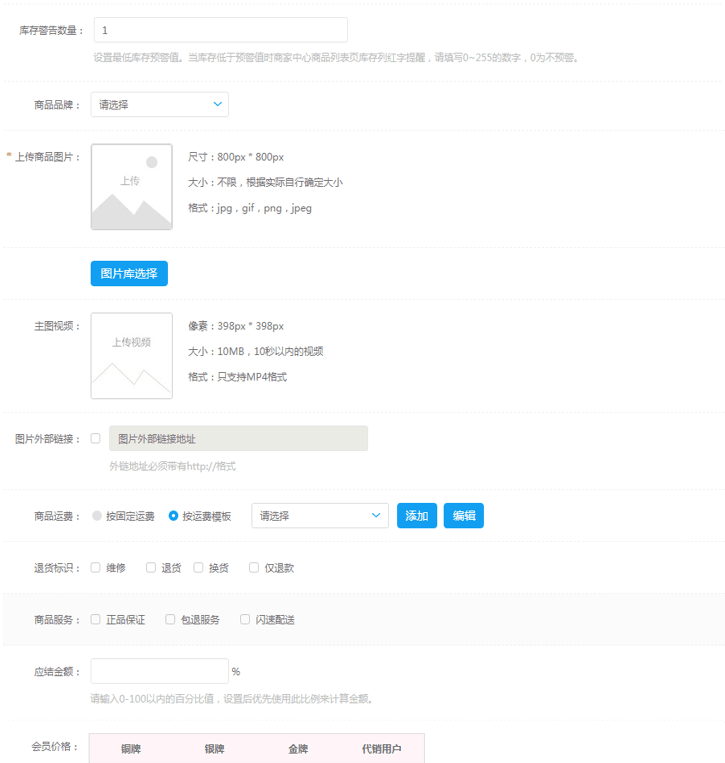 库存警告数量： 1
设置最低库存预警值。当库存低于预警值时商家中心商品列表页库存列红字提醒，请填写0~255的数字，0为不预警。
商品品牌： 请选择
* 上传商品图片： 上传
尺寸：800px * 800px
大小：不限，根据实际自行确定大小
格式：jpg，gif，png，jpeg
图片库选择
主图视频： 上传视频
像素：398px * 398px
大小：10MB，10秒以内的视频
格式：只支持MP4格式
图片外部链接： 图片外部链接地址
外链地址必须带有http://格式
商品运费： 按固定运费 按运费模板 请选择 添加 编辑
退货标识： 维修 退货 换货 仅退款
商品服务： 正品保证 包退服务 闪速配送
应结金额： %
请输入0-100以内的百分比值，设置后优先使用此比例来计算金额。
会员价格： 铜牌 银牌 金牌 代销用户